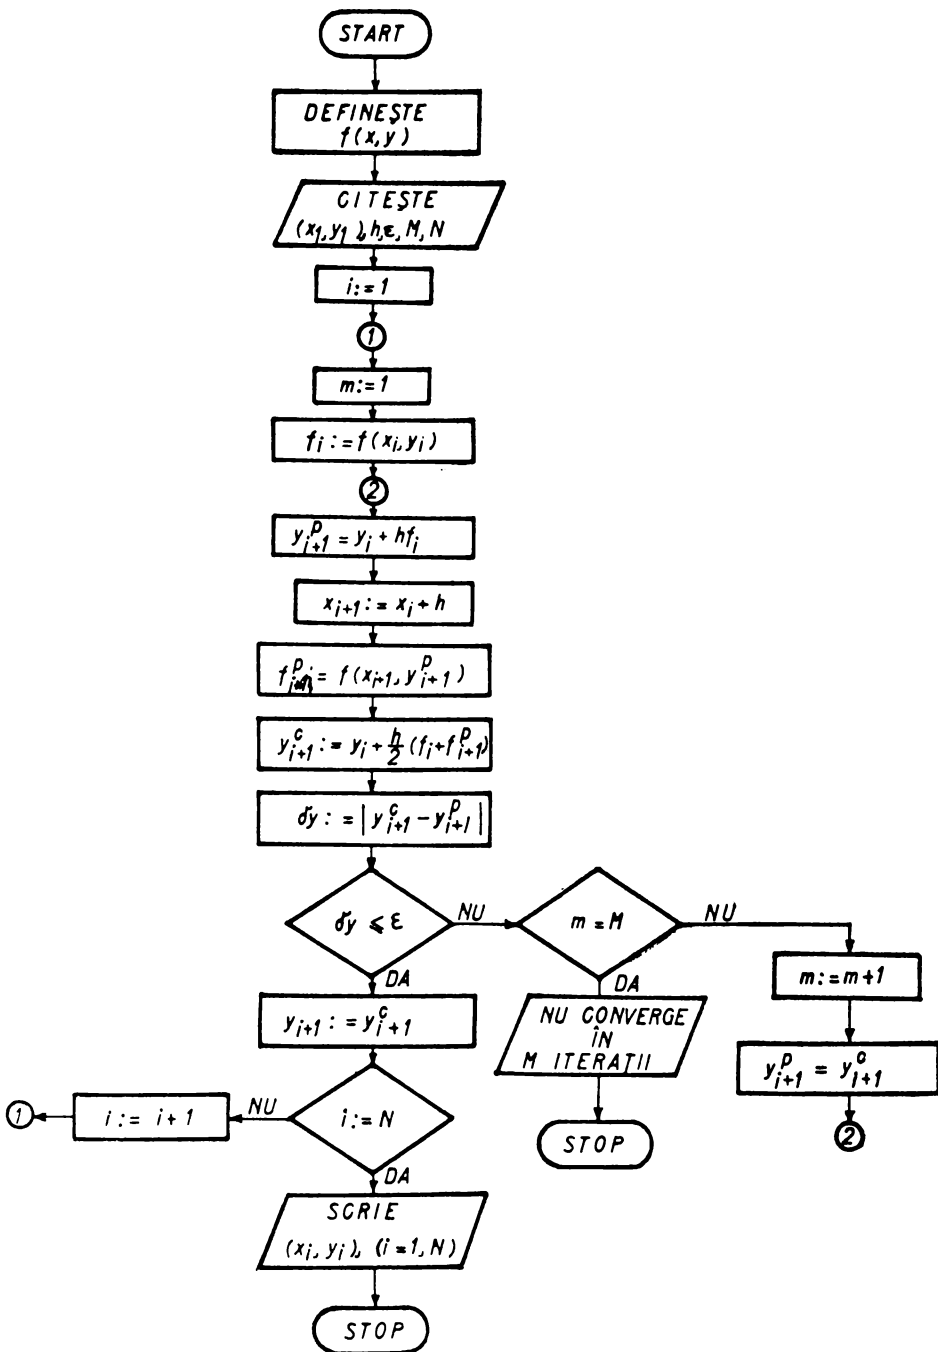 START
DEFINEȘTE
f(x, y)
CITEȘTE
(x₁, y₁), h, ε, M, N
i := 1
1
m := 1
fᵢ := f(xᵢ, yᵢ)
2
y^p_{i+1} = yᵢ + hfᵢ
x_{i+1} := xᵢ + h
f^p_{i+1} := f(x_{i+1}, y^p_{i+1})
y^c_{i+1} := yᵢ + h/2 (fᵢ + f^p_{i+1})
δy := | y^c_{i+1} - y^p_{i+1} |
δy ⩽ ε
NU
m = M
NU
DA
DA
m := m+1
y_{i+1} := y^c_{i+1}
NU CONVERGE
ÎN
M ITERAȚII
y^p_{i+1} = y^c_{i+1}
1
i := i+1
NU
i := N
STOP
2
DA
SCRIE
(xᵢ, yᵢ), (i = 1, N)
STOP